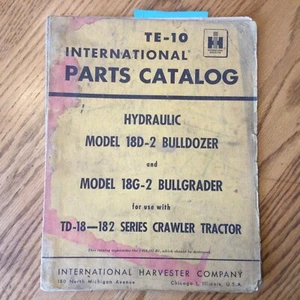 TE-10
INTERNATIONAL
PARTS CATALOG
HYDRAULIC
MODEL 18D-2 BULLDOZER
and
MODEL 18G-2 BULLGRADER
for use with
TD-18—182 SERIES CRAWLER TRACTOR
INTERNATIONAL HARVESTER COMPANY
180 North Michigan Avenue Chicago 1, Illinois, U.S.A.